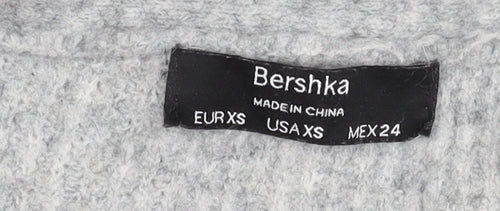 Bershka
MADE IN CHINA
EUR XS USA XS MEX 24